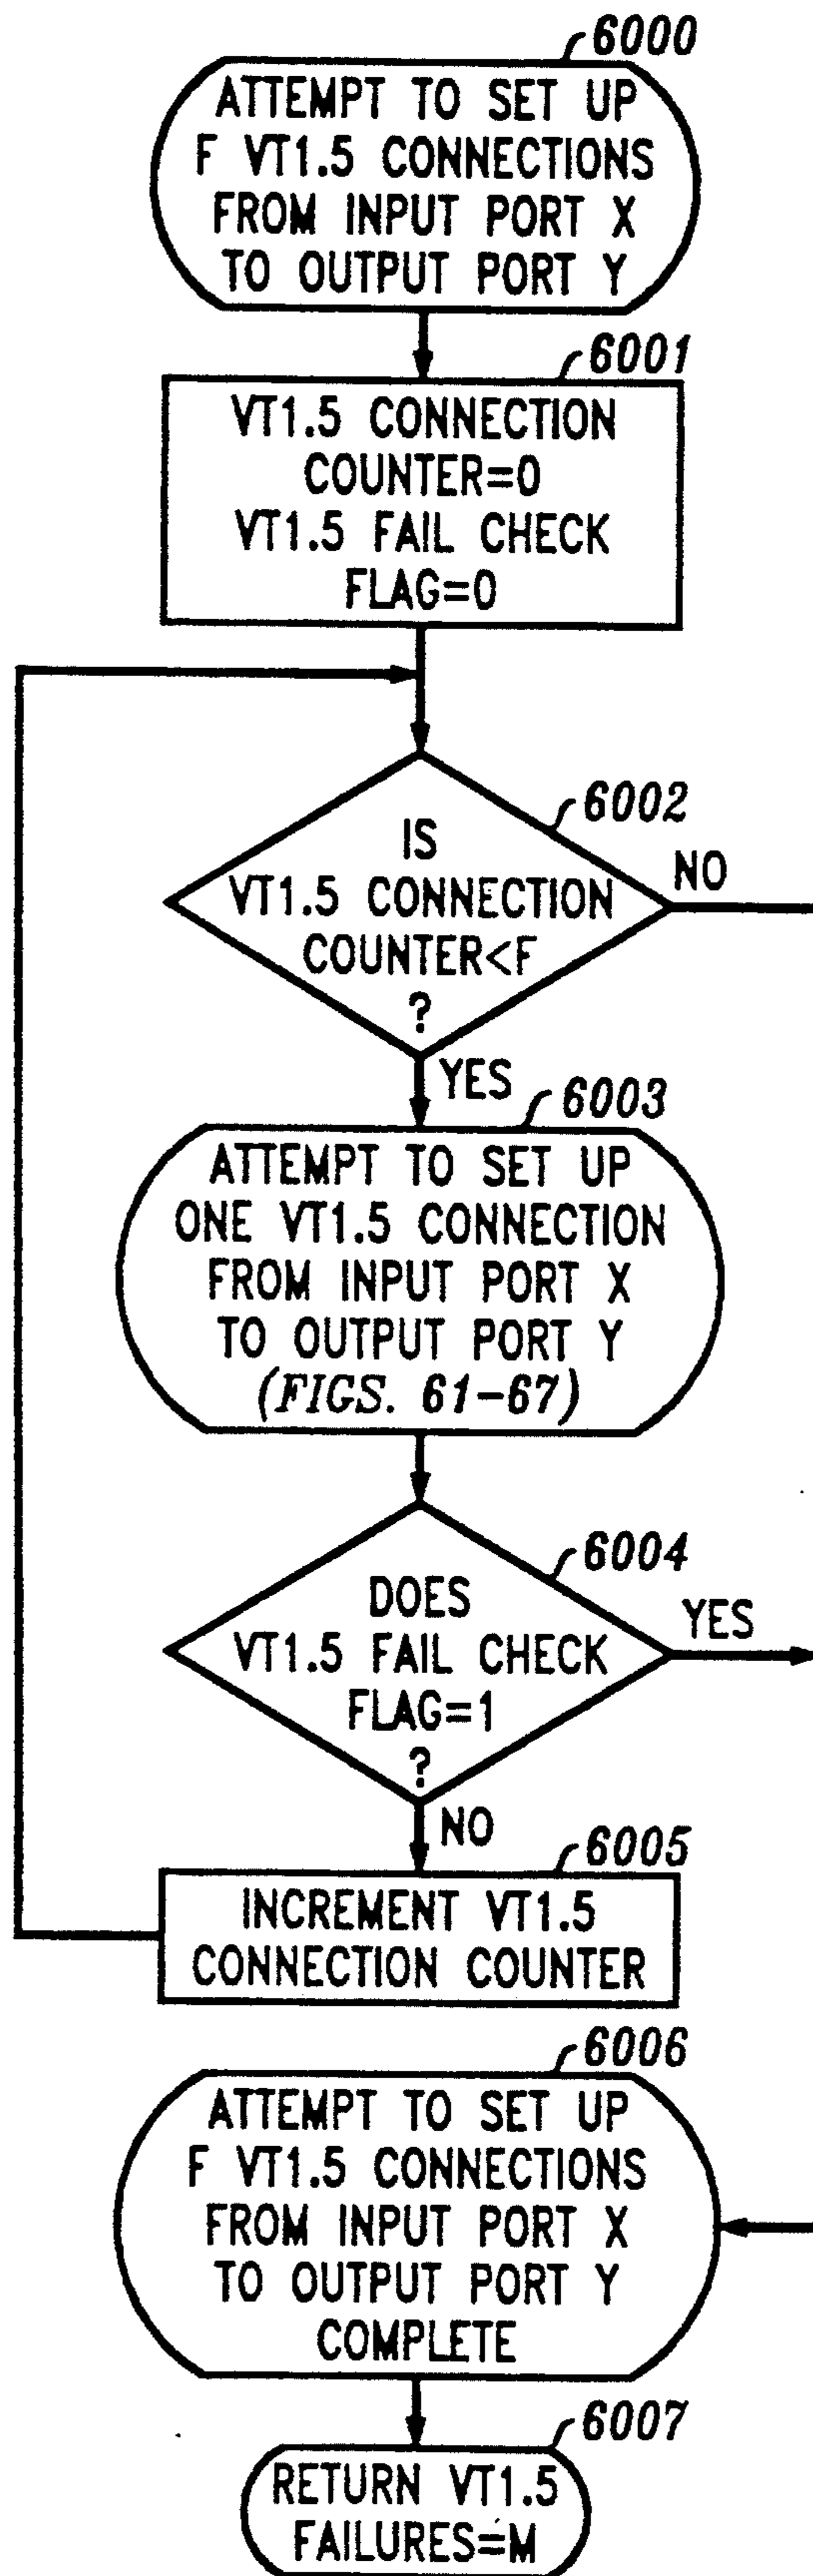 6000
ATTEMPT TO SET UP
F VT1.5 CONNECTIONS
FROM INPUT PORT X
TO OUTPUT PORT Y
6001
VT1.5 CONNECTION
COUNTER=0
VT1.5 FAIL CHECK
FLAG=0
6002
IS
VT1.5 CONNECTION
COUNTER<F
?
NO
YES
6003
ATTEMPT TO SET UP
ONE VT1.5 CONNECTION
FROM INPUT PORT X
TO OUTPUT PORT Y
(FIGS. 61-67)
6004
DOES
VT1.5 FAIL CHECK
FLAG=1
?
YES
NO
6005
INCREMENT VT1.5
CONNECTION COUNTER
6006
ATTEMPT TO SET UP
F VT1.5 CONNECTIONS
FROM INPUT PORT X
TO OUTPUT PORT Y
COMPLETE
6007
RETURN VT1.5
FAILURES=M